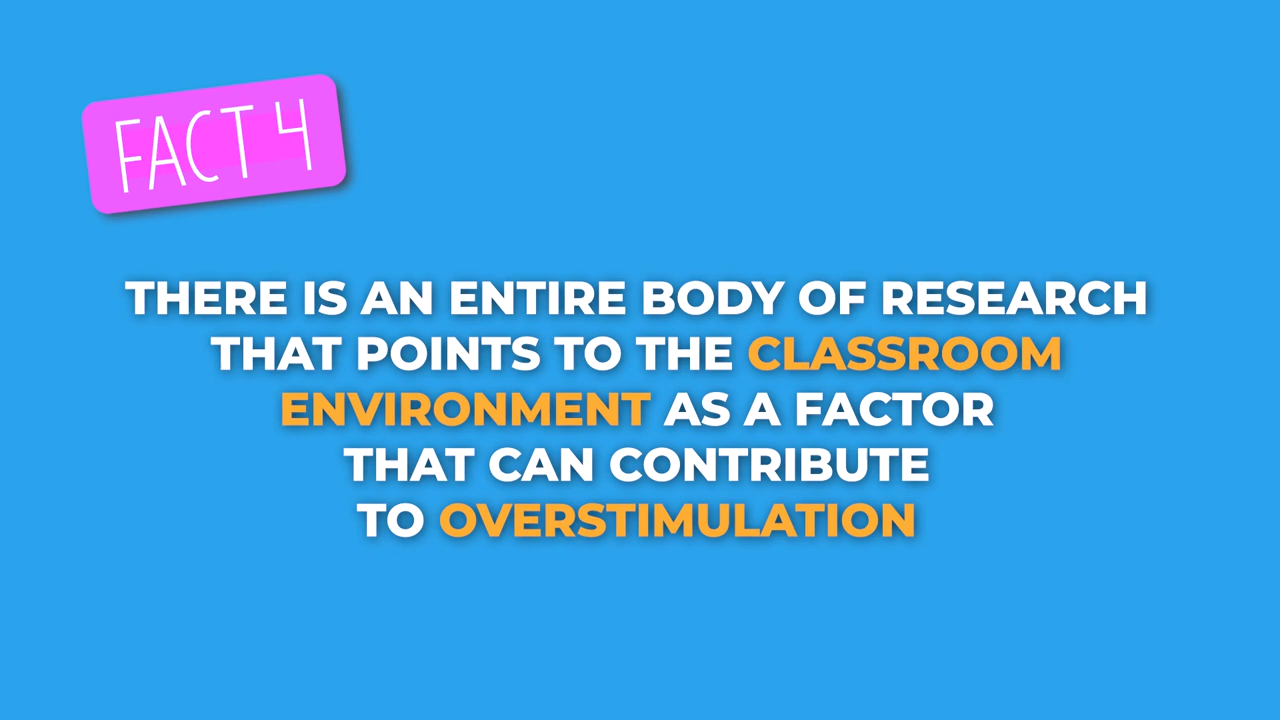 FACT 4
THERE IS AN ENTIRE BODY OF RESEARCH
THAT POINTS TO THE CLASSROOM
ENVIRONMENT AS A FACTOR
THAT CAN CONTRIBUTE
TO OVERSTIMULATION